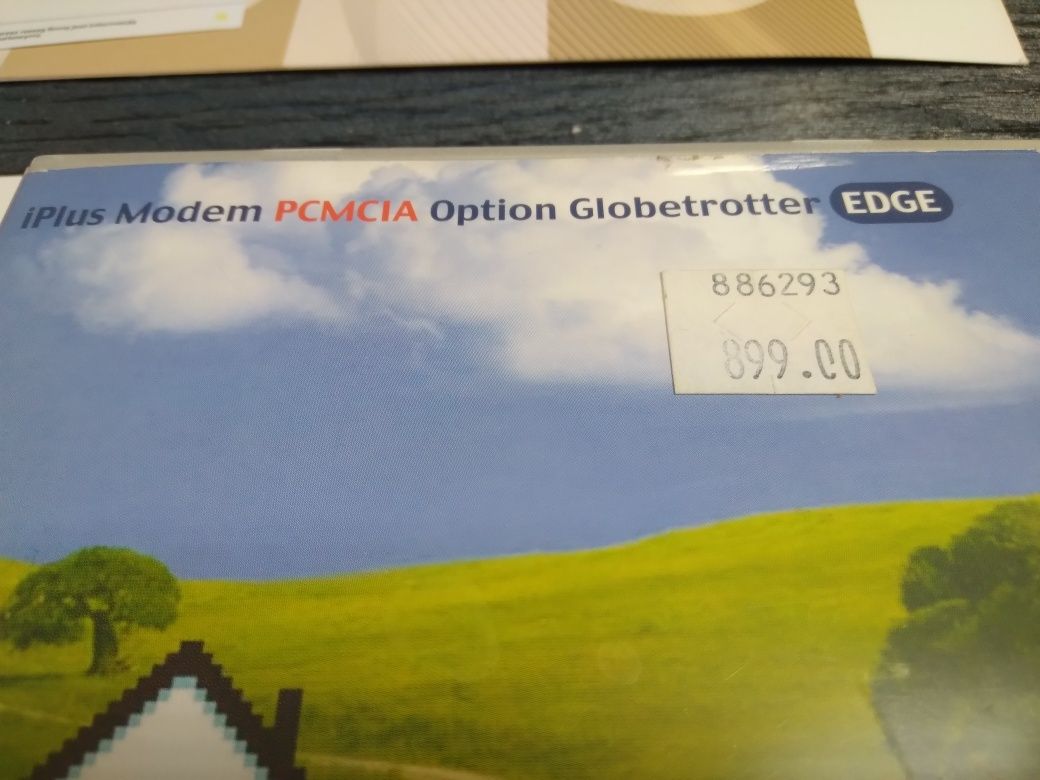 iPlus Modem PCMCIA Option Globetrotter EDGE
886293
899.00